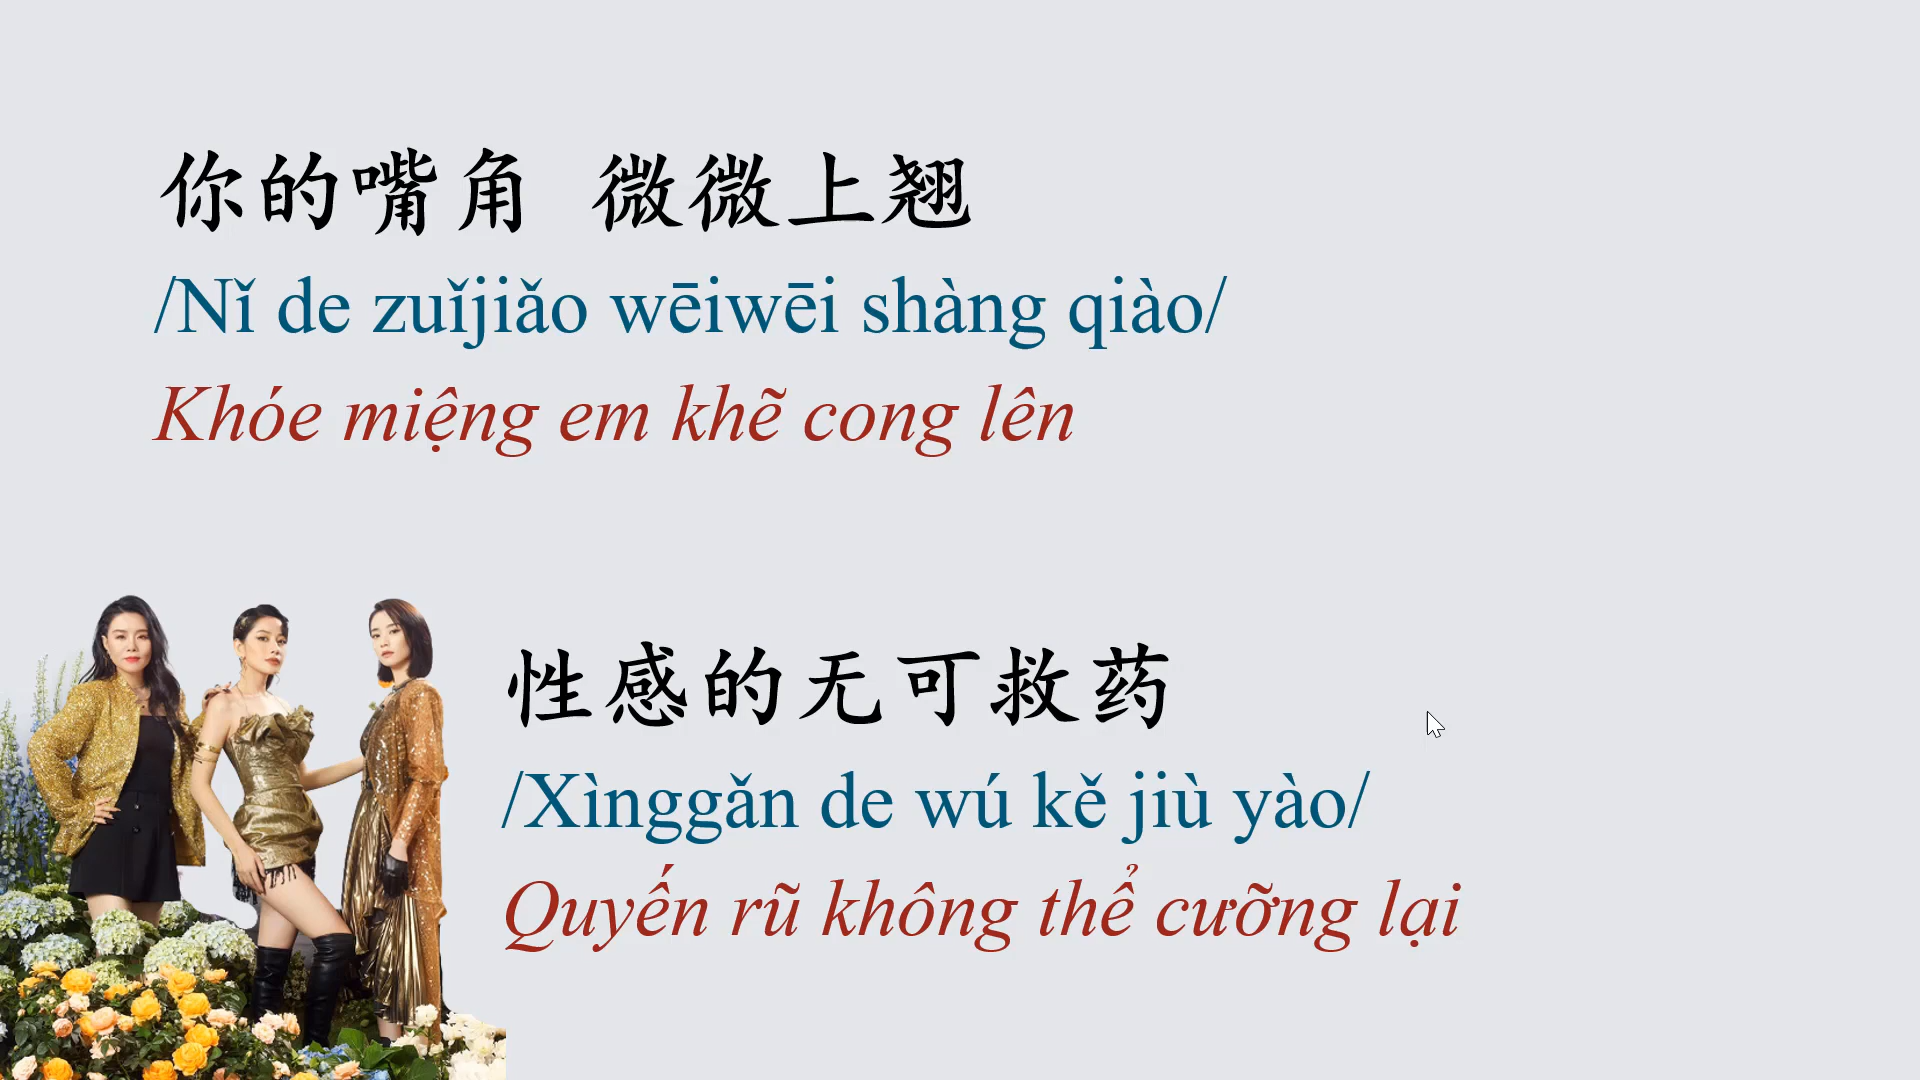 你的嘴角 微微上翘
/Nǐ de zuǐjiǎo wēiwēi shàng qiào/
Khóe miệng em khẽ cong lên
性感的无可救药
/Xìnggǎn de wú kě jiù yào/
Quyến rũ không thể cưỡng lại